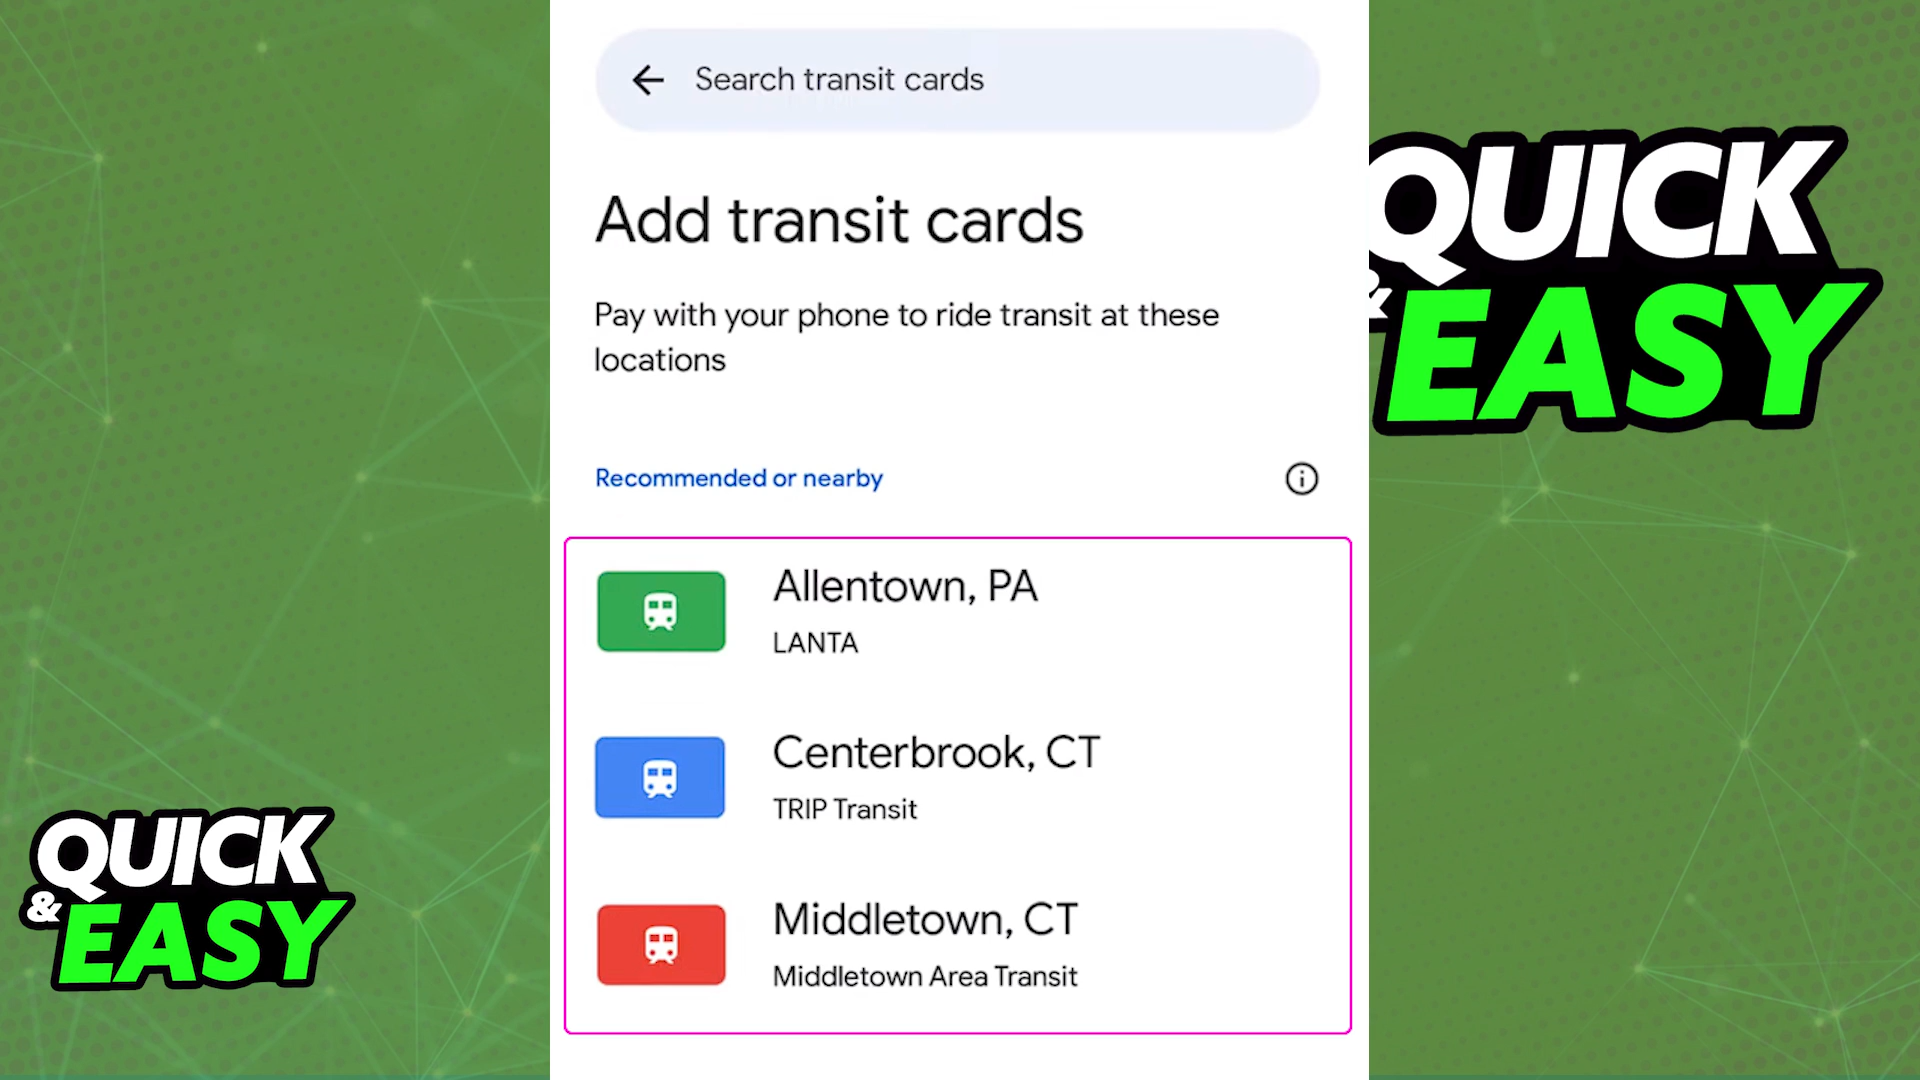 Search transit cards
Add transit cards
Pay with your phone to ride transit at these
locations
Recommended or nearby
Allentown, PA
LANTA
Centerbrook, CT
TRIP Transit
Middletown, CT
Middletown Area Transit
QUICK
& EASY
QUICK
& EASY